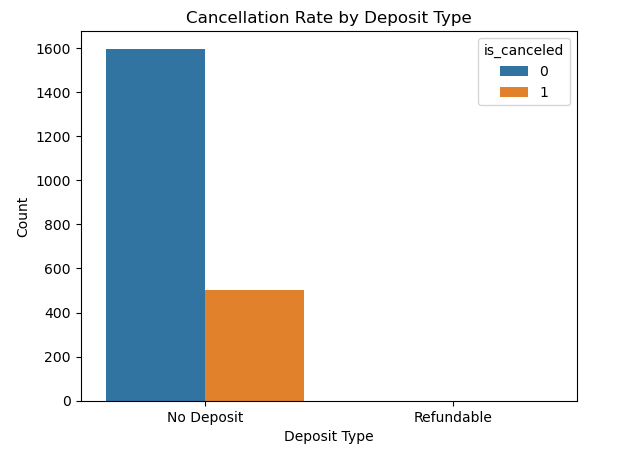 Cancellation Rate by Deposit Type
is_canceled
0
1
1600
1400
1200
1000
800
600
400
200
0
Count
No Deposit
Refundable
Deposit Type